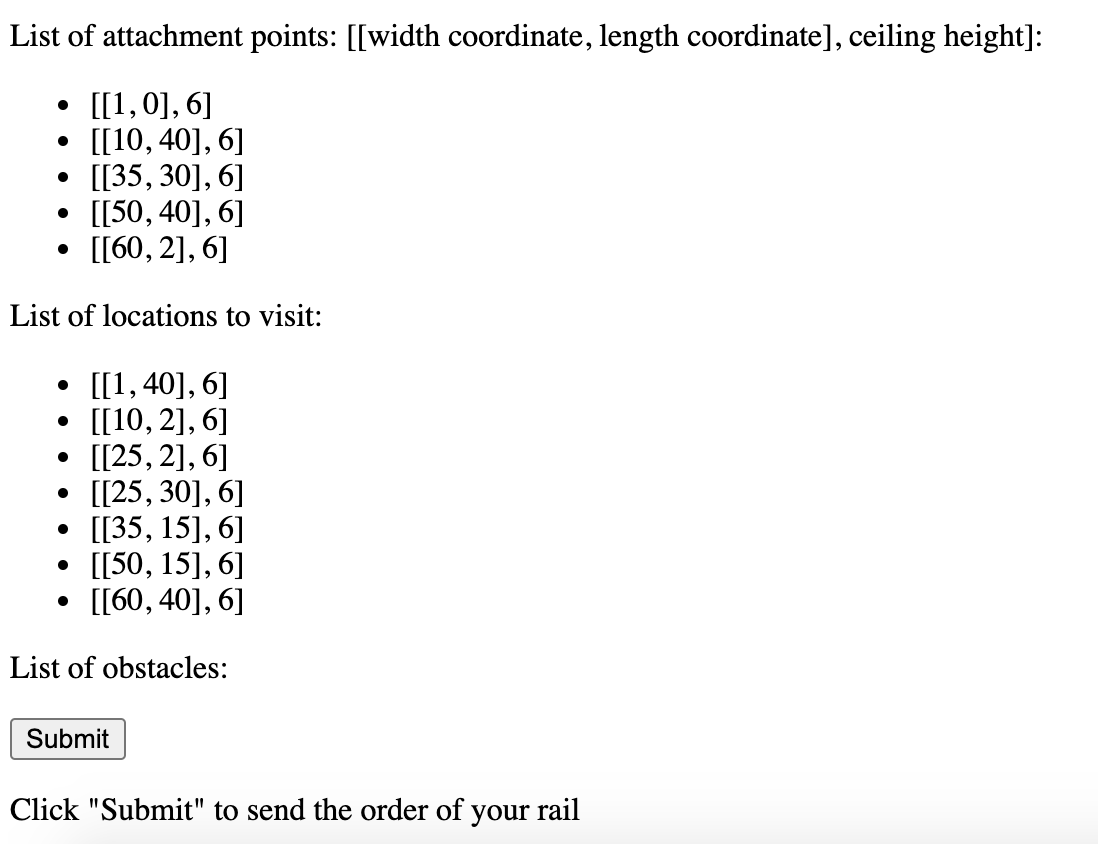 List of attachment points: [[width coordinate, length coordinate], ceiling height]:
• [[1, 0], 6]
• [[10, 40], 6]
• [[35, 30], 6]
• [[50, 40], 6]
• [[60, 2], 6]
List of locations to visit:
• [[1, 40], 6]
• [[10, 2], 6]
• [[25, 2], 6]
• [[25, 30], 6]
• [[35, 15], 6]
• [[50, 15], 6]
• [[60, 40], 6]
List of obstacles:
Submit
Click "Submit" to send the order of your rail